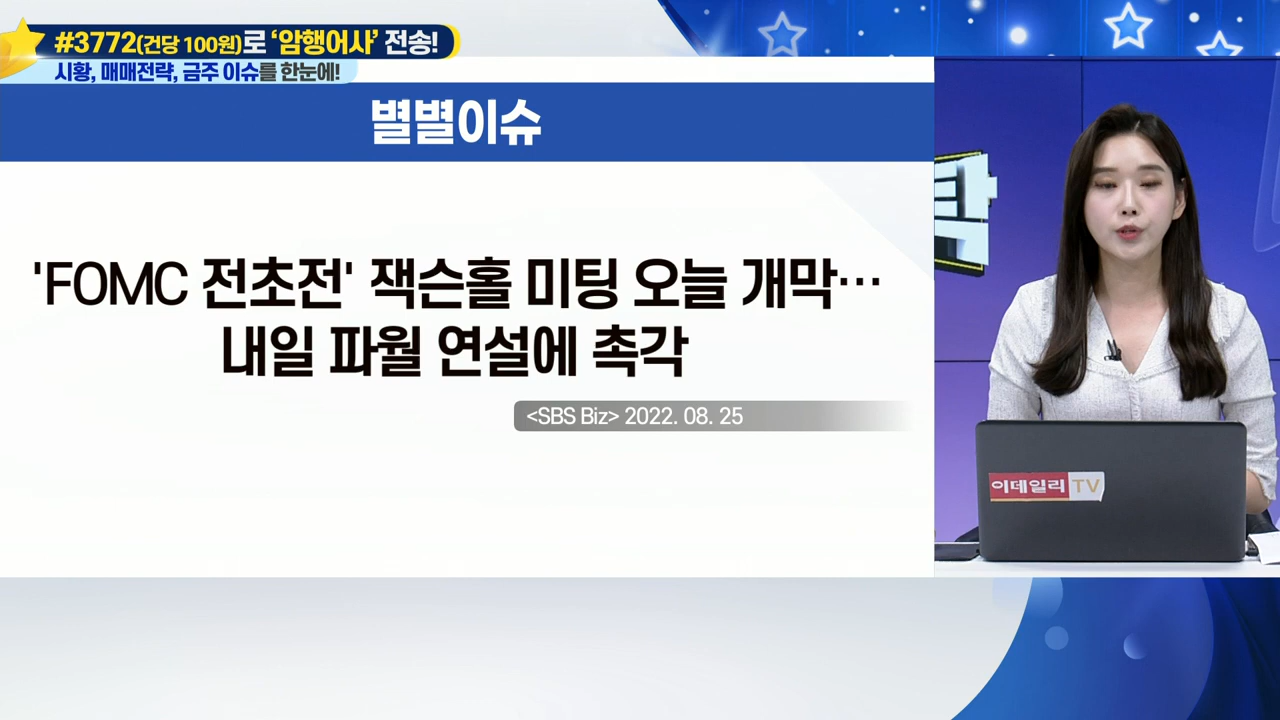 #3772(건당 100원)로 '암행어사' 전송!
시황, 매매전략, 금주 이슈를 한눈에!
별별이슈
'FOMC 전초전' 잭슨홀 미팅 오늘 개막…
내일 파월 연설에 촉각
<SBS Biz> 2022. 08. 25
이데일리 TV